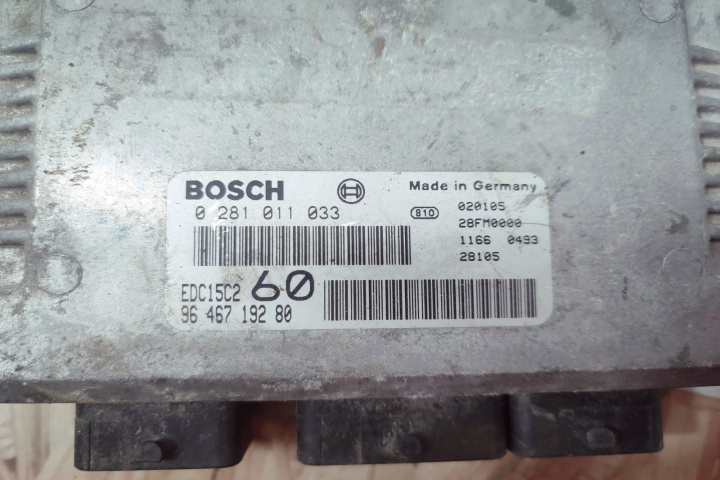 BOSCH
Made in Germany
0 281 011 033
810
020105
28FM0000
1166 0493
28105
EDC15C2 60
96 467 192 80